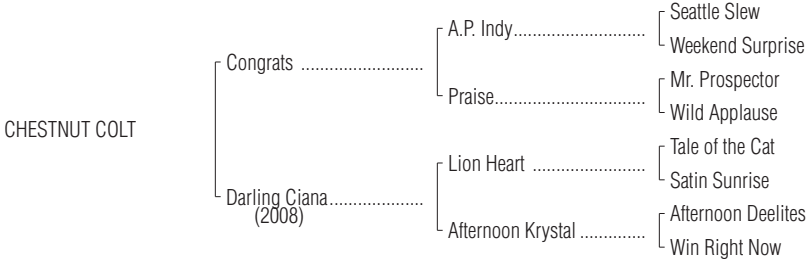 Seattle Slew
A.P. Indy..............................
Weekend Surprise
Congrats ...........................
Mr. Prospector
Praise..................................
Wild Applause
CHESTNUT COLT
Tale of the Cat
Lion Heart .........................
Satin Sunrise
Darling Ciana.....................
(2008)
Afternoon Deelites
Afternoon Krystal ..............
Win Right Now